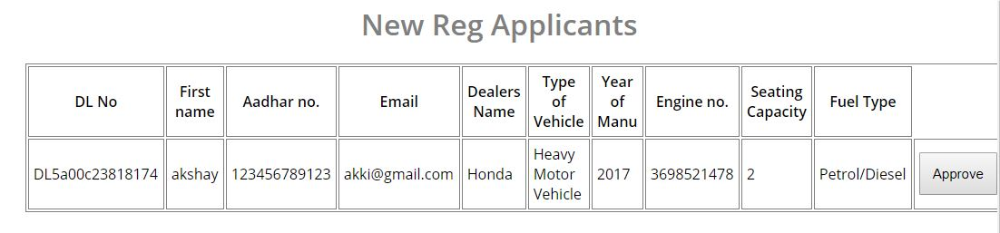 New Reg Applicants
DL No First name Aadhar no. Email Dealers Name Type of Vehicle Year of Manu Engine no. Seating Capacity Fuel Type
DL5a00c23818174 akshay 123456789123 akki@gmail.com Honda Heavy Motor Vehicle 2017 3698521478 2 Petrol/Diesel Approve